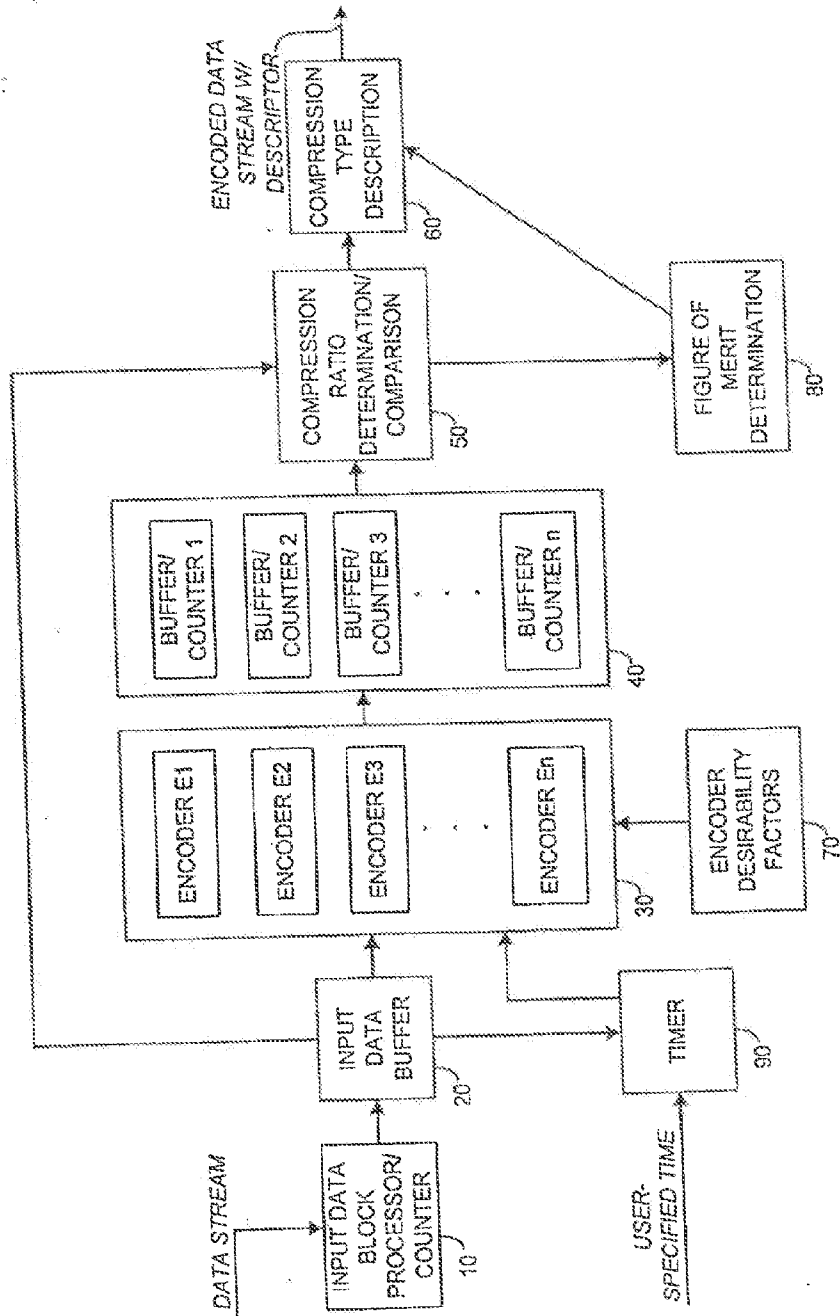 DATA STREAM
INPUT DATA
BLOCK
PROCESSOR/
COUNTER
10
INPUT
DATA
BUFFER
20
USER-
SPECIFIED TIME
TIMER
90
ENCODER E1
ENCODER E2
ENCODER E3
. . .
ENCODER En
30
ENCODER
DESIRABILITY
FACTORS
70
BUFFER/
COUNTER 1
BUFFER/
COUNTER 2
BUFFER/
COUNTER 3
. . .
BUFFER/
COUNTER n
40
COMPRESSION
RATIO
DETERMINATION/
COMPARISON
50
FIGURE OF
MERIT
DETERMINATION
80
COMPRESSION
TYPE
DESCRIPTION
60
ENCODED DATA
STREAM W/
DESCRIPTOR